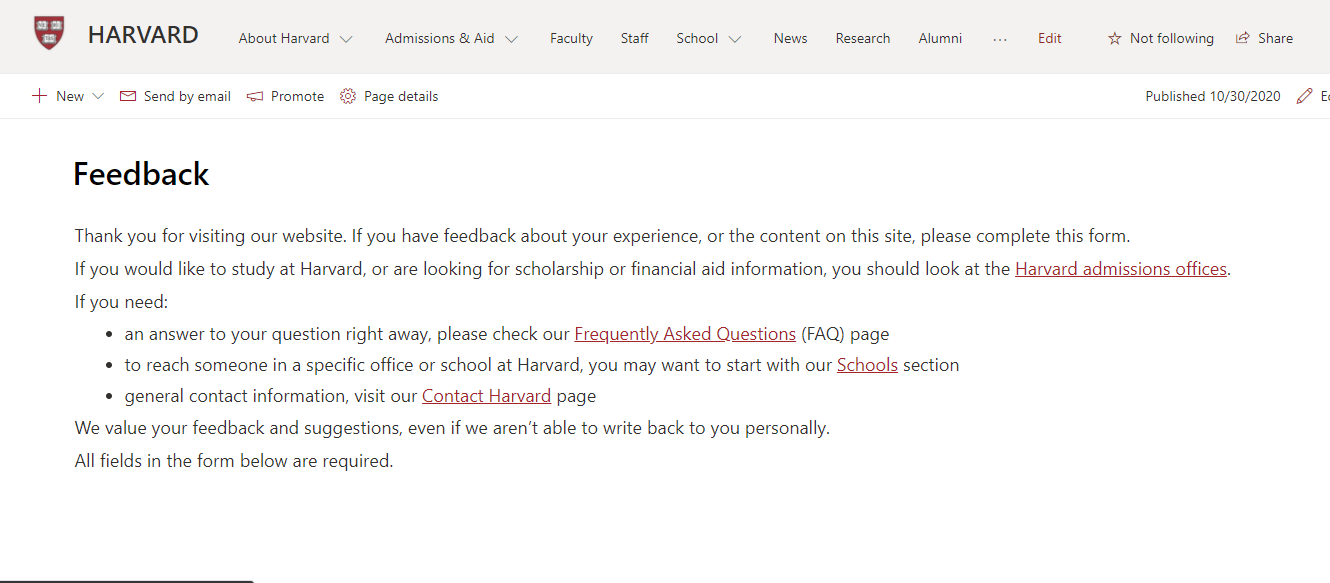 HARVARD About Harvard Admissions & Aid Faculty Staff School News Research Alumni ... Edit Not following Share
New Send by email Promote Page details Published 10/30/2020
Feedback
Thank you for visiting our website. If you have feedback about your experience, or the content on this site, please complete this form.
If you would like to study at Harvard, or are looking for scholarship or financial aid information, you should look at the Harvard admissions offices.
If you need:
• an answer to your question right away, please check our Frequently Asked Questions (FAQ) page
• to reach someone in a specific office or school at Harvard, you may want to start with our Schools section
• general contact information, visit our Contact Harvard page
We value your feedback and suggestions, even if we aren’t able to write back to you personally.
All fields in the form below are required.